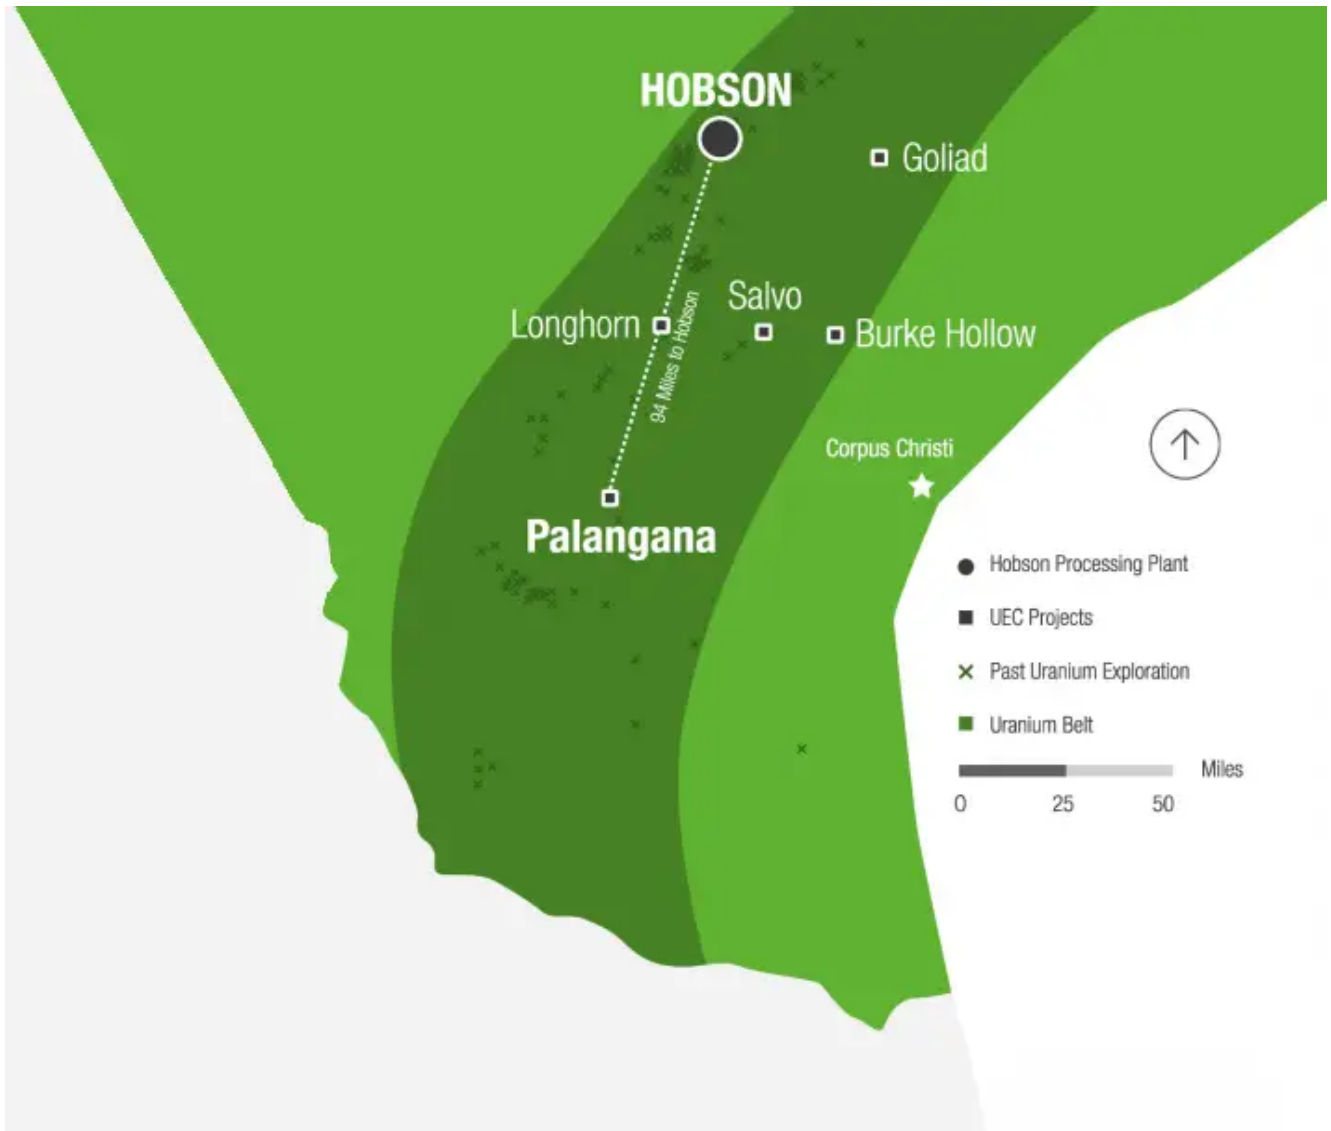 HOBSON
Goliad
Salvo
Longhorn
Burke Hollow
94 Miles to Hobson
Corpus Christi
Palangana
Hobson Processing Plant
UEC Projects
Past Uranium Exploration
Uranium Belt
Miles
0 25 50